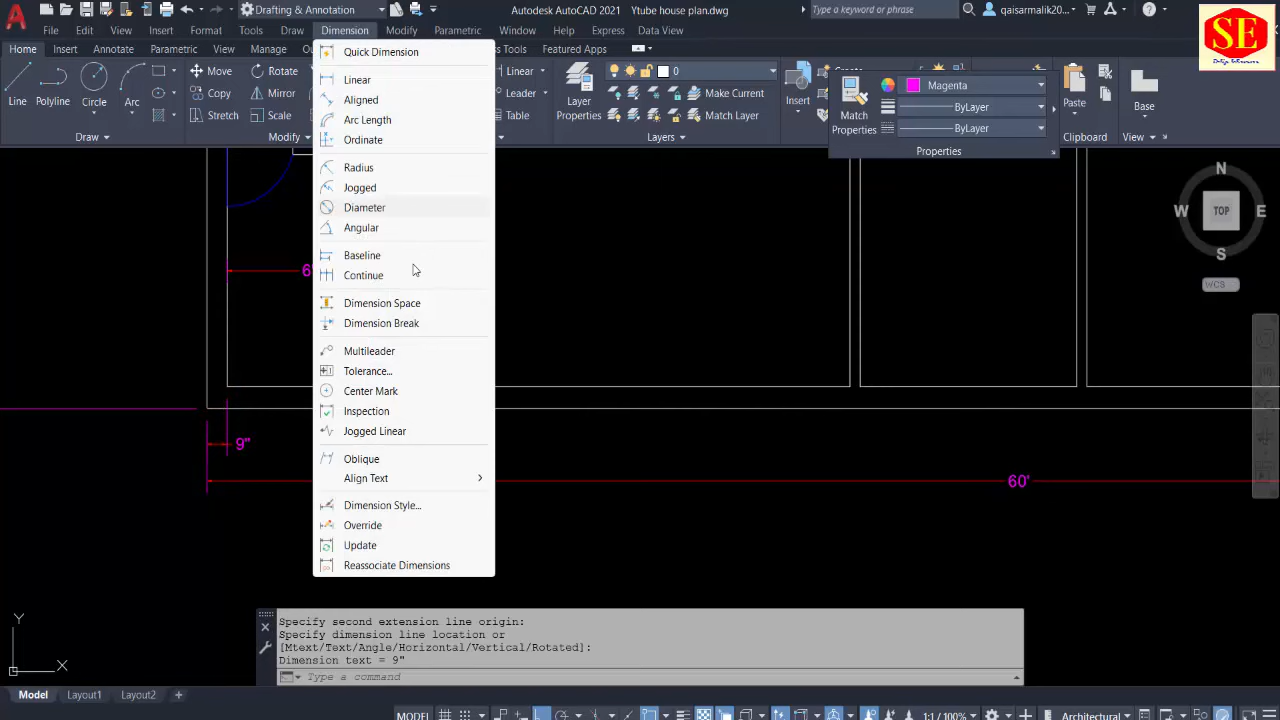 Drafting & Annotation
Autodesk AutoCAD 2021 Ytube house plan.dwg
Type a keyword or phrase
qaisarmalik20...
SE
File Edit View Insert Format Tools Draw Dimension Modify Parametric Window Help Express Data View
Home Insert Annotate Parametric View Manage
s Tools Featured Apps
Line
Polyline
Circle
Arc
Draw
Move
Copy
Stretch
Rotate
Mirror
Scale
Modify
Linear
Leader
Table
Layer
Properties
0
Make Current
Match Layer
Layers
Insert
Match
Properties
Magenta
ByLayer
ByLayer
Properties
Paste
Clipboard
Base
View
Quick Dimension
Linear
Aligned
Arc Length
Ordinate
Radius
Jogged
Diameter
Angular
Baseline
Continue
Dimension Space
Dimension Break
Multileader
Tolerance...
Center Mark
Inspection
Jogged Linear
Oblique
Align Text
Dimension Style...
Override
Update
Reassociate Dimensions
N
W TOP E
S
WCS
6
9"
60'
Y
X
Specify second extension line origin:
Specify dimension line location or
[Mtext/Text/Angle/Horizontal/Vertical/Rotated]:
Dimension text = 9"
Type a command
Model Layout1 Layout2 +
MODEL
1:1 / 100%
Architectural